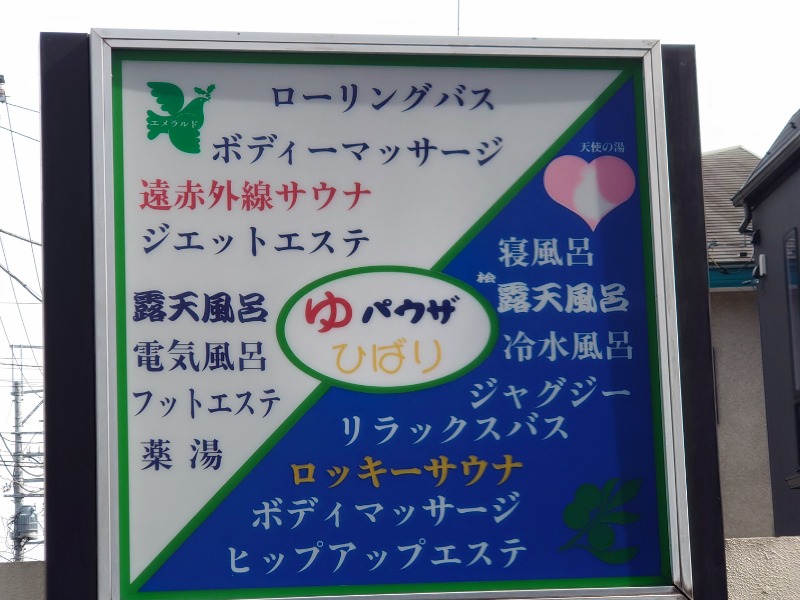 エメラルド
ローリングバス
ボディーマッサージ
遠赤外線サウナ
ジエットエステ
露天風呂
電気風呂
フットエステ
薬湯
ゆ パウザ
ひばり
天使の湯
寝風呂
桧 露天風呂
冷水風呂
ジャグジー
リラックスバス
ロッキーサウナ
ボディマッサージ
ヒップアップエステ